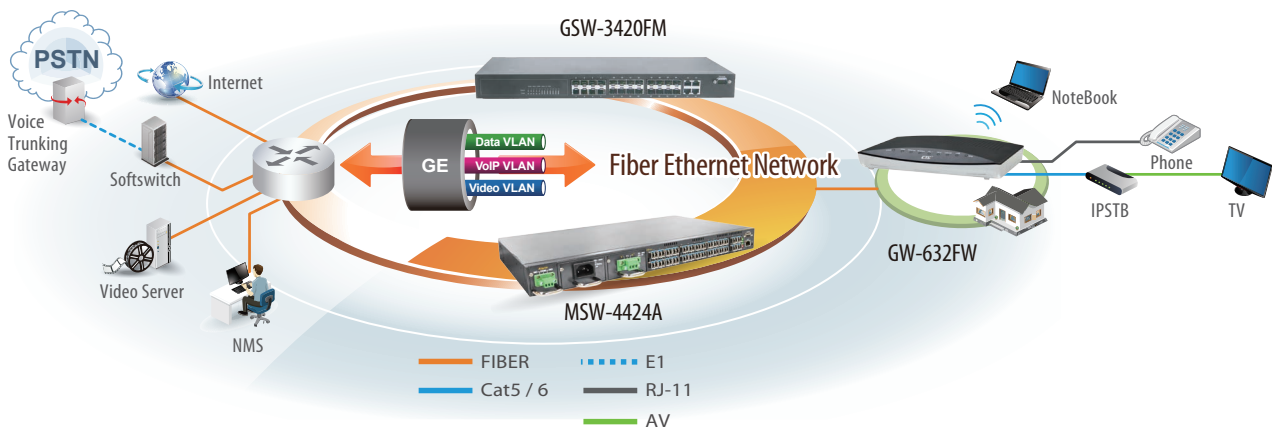 GSW-3420FM
PSTN
Internet
Voice
Trunking
Gateway
Softswitch
GE
Data VLAN
VoIP VLAN
Video VLAN
Fiber Ethernet Network
NoteBook
Phone
IPSTB
TV
GW-632FW
Video Server
NMS
MSW-4424A
FIBER
E1
Cat5 / 6
RJ-11
AV